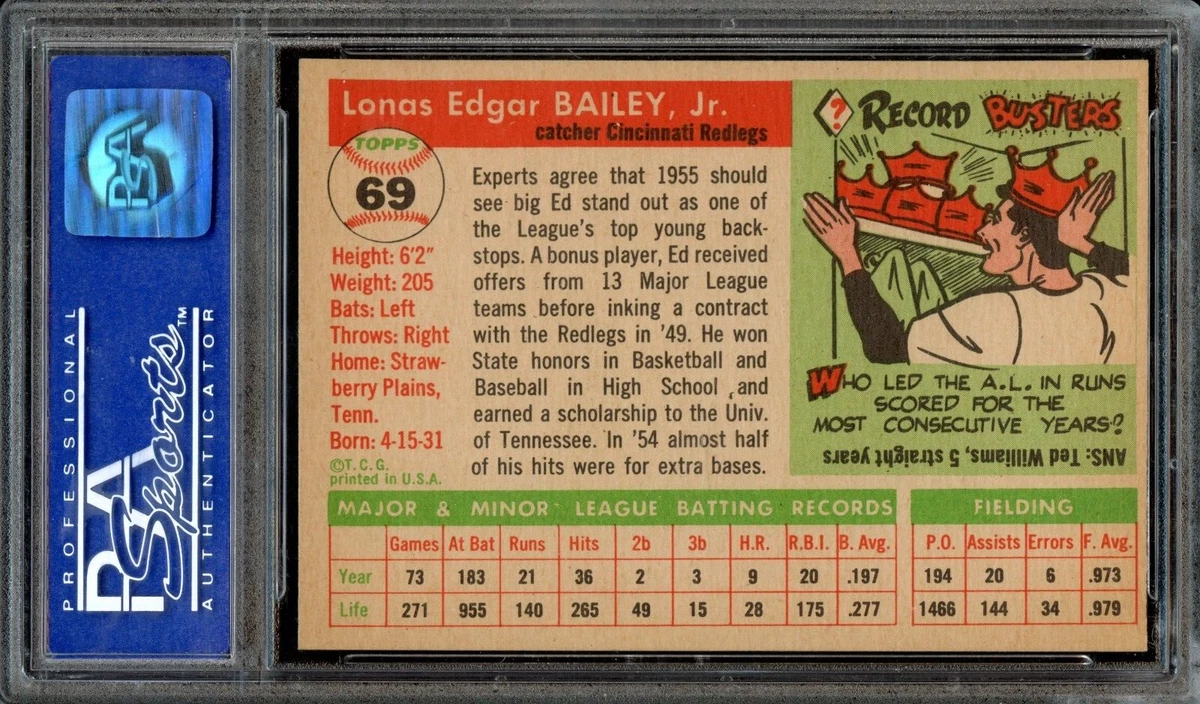 PSA
PROFESSIONAL
PSA
Sports™
AUTHENTICATOR
Lonas Edgar BAILEY, Jr.
catcher Cincinnati Redlegs
TOPPS
69
Height: 6'2"
Weight: 205
Bats: Left
Throws: Right
Home: Straw-
berry Plains,
Tenn.
Born: 4-15-31
©T.C.G.
printed in U.S.A.
Experts agree that 1955 should
see big Ed stand out as one of
the League's top young back-
stops. A bonus player, Ed received
offers from 13 Major League
teams before inking a contract
with the Redlegs in '49. He won
State honors in Basketball and
Baseball in High School and
earned a scholarship to the Univ.
of Tennessee. In '54 almost half
of his hits were for extra bases.
? RECORD BUSTERS
WHO LED THE A.L. IN RUNS
SCORED FOR THE
MOST CONSECUTIVE YEARS?
ANS: Ted Williams, 5 straight years
MAJOR & MINOR LEAGUE BATTING RECORDS
Games At Bat Runs Hits 2b 3b H.R. R.B.I. B. Avg.
Year 73 183 21 36 2 3 9 20 .197
Life 271 955 140 265 49 15 28 175 .277
FIELDING
P.O. Assists Errors F. Avg.
194 20 6 .973
1466 144 34 .979